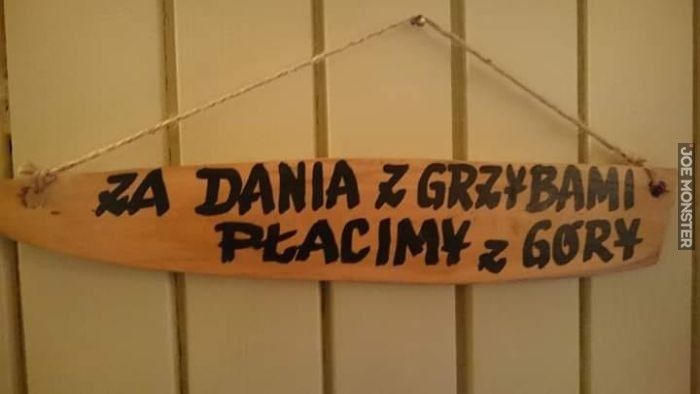 ZA DANIA Z GRZYBAMI
PŁACIMY Z GÓRY
JOE MONSTER